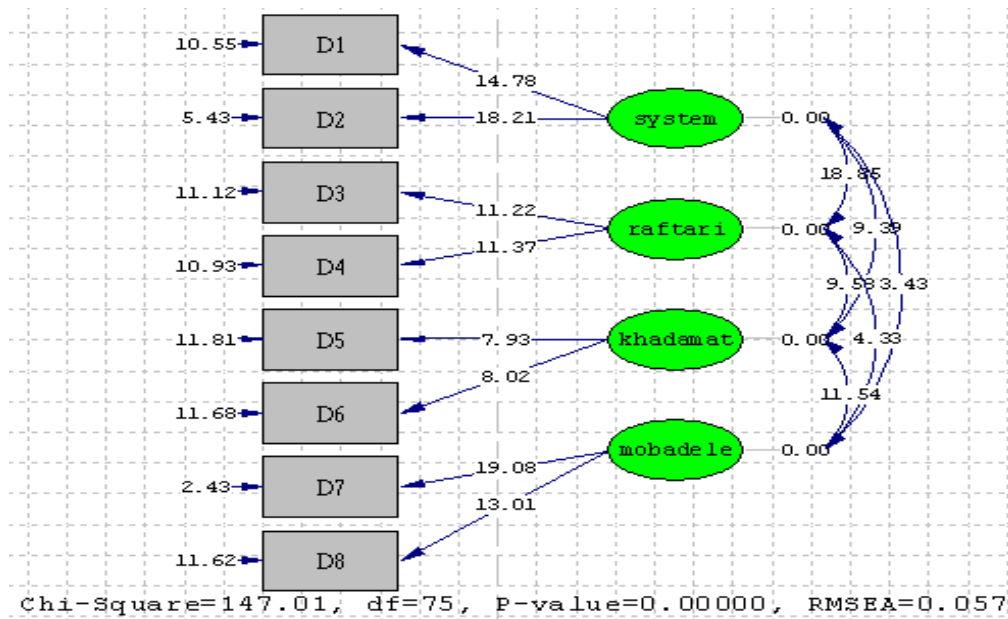 10.55 D1
14.78
5.43 D2 18.21 system 0.00
18.85
11.12 D3
11.22
raftari 0.00 9.39
11.37
10.93 D4
9.53 3.43
11.81 D5 7.93 khadamat 0.00 4.33
8.02
11.54
11.68 D6
mobadele 0.00
19.08
2.43 D7
13.01
11.62 D8
Chi-Square=147.01, df=75, P-value=0.00000, RMSEA=0.057